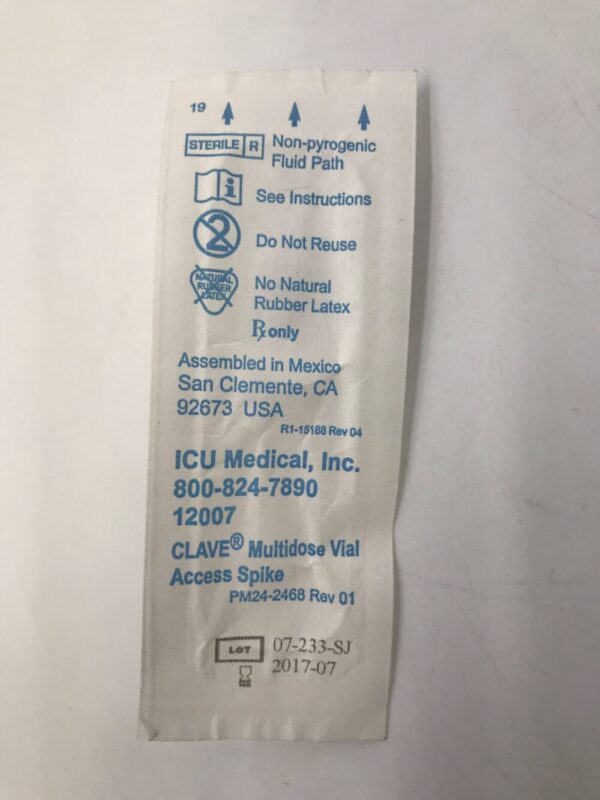 19
STERILE R
Non-pyrogenic
Fluid Path
i
See Instructions
2
Do Not Reuse
NATURAL
RUBBER
LATEX
No Natural
Rubber Latex
℞ only
Assembled in Mexico
San Clemente, CA
92673 USA
R1-15188 Rev 04
ICU Medical, Inc.
800-824-7890
12007
CLAVE® Multidose Vial
Access Spike
PM24-2468 Rev 01
LOT 07-233-SJ
2017-07